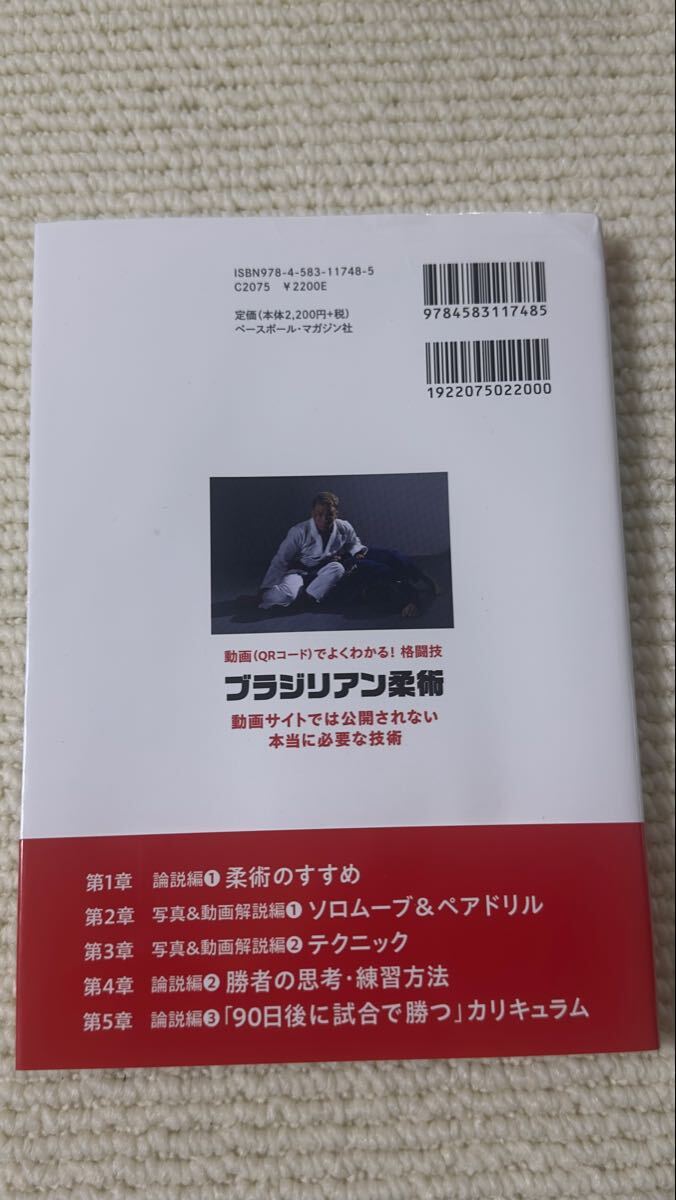 ISBN978-4-583-11748-5
C2075 ¥2200E
定価(本体2,200円+税)
ベースボール・マガジン社
9784583117485
1922075022000
動画(QRコード)でよくわかる! 格闘技
ブラジリアン柔術
動画サイトでは公開されない
本当に必要な技術
第1章 論説編❶ 柔術のすすめ
第2章 写真&動画解説編❶ ソロムーブ&ペアドリル
第3章 写真&動画解説編❷ テクニック
第4章 論説編❷ 勝者の思考・練習方法
第5章 論説編❸ 「90日後に試合で勝つ」カリキュラム